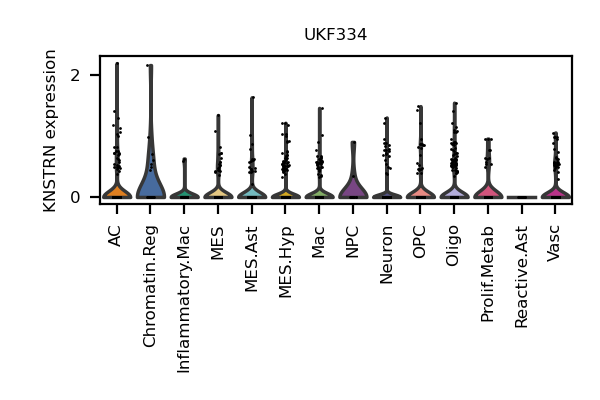 UKF334
KNSTRN expression
2
0
AC
Chromatin.Reg
Inflammatory.Mac
MES
MES.Ast
MES.Hyp
Mac
NPC
Neuron
OPC
Oligo
Prolif.Metab
Reactive.Ast
Vasc